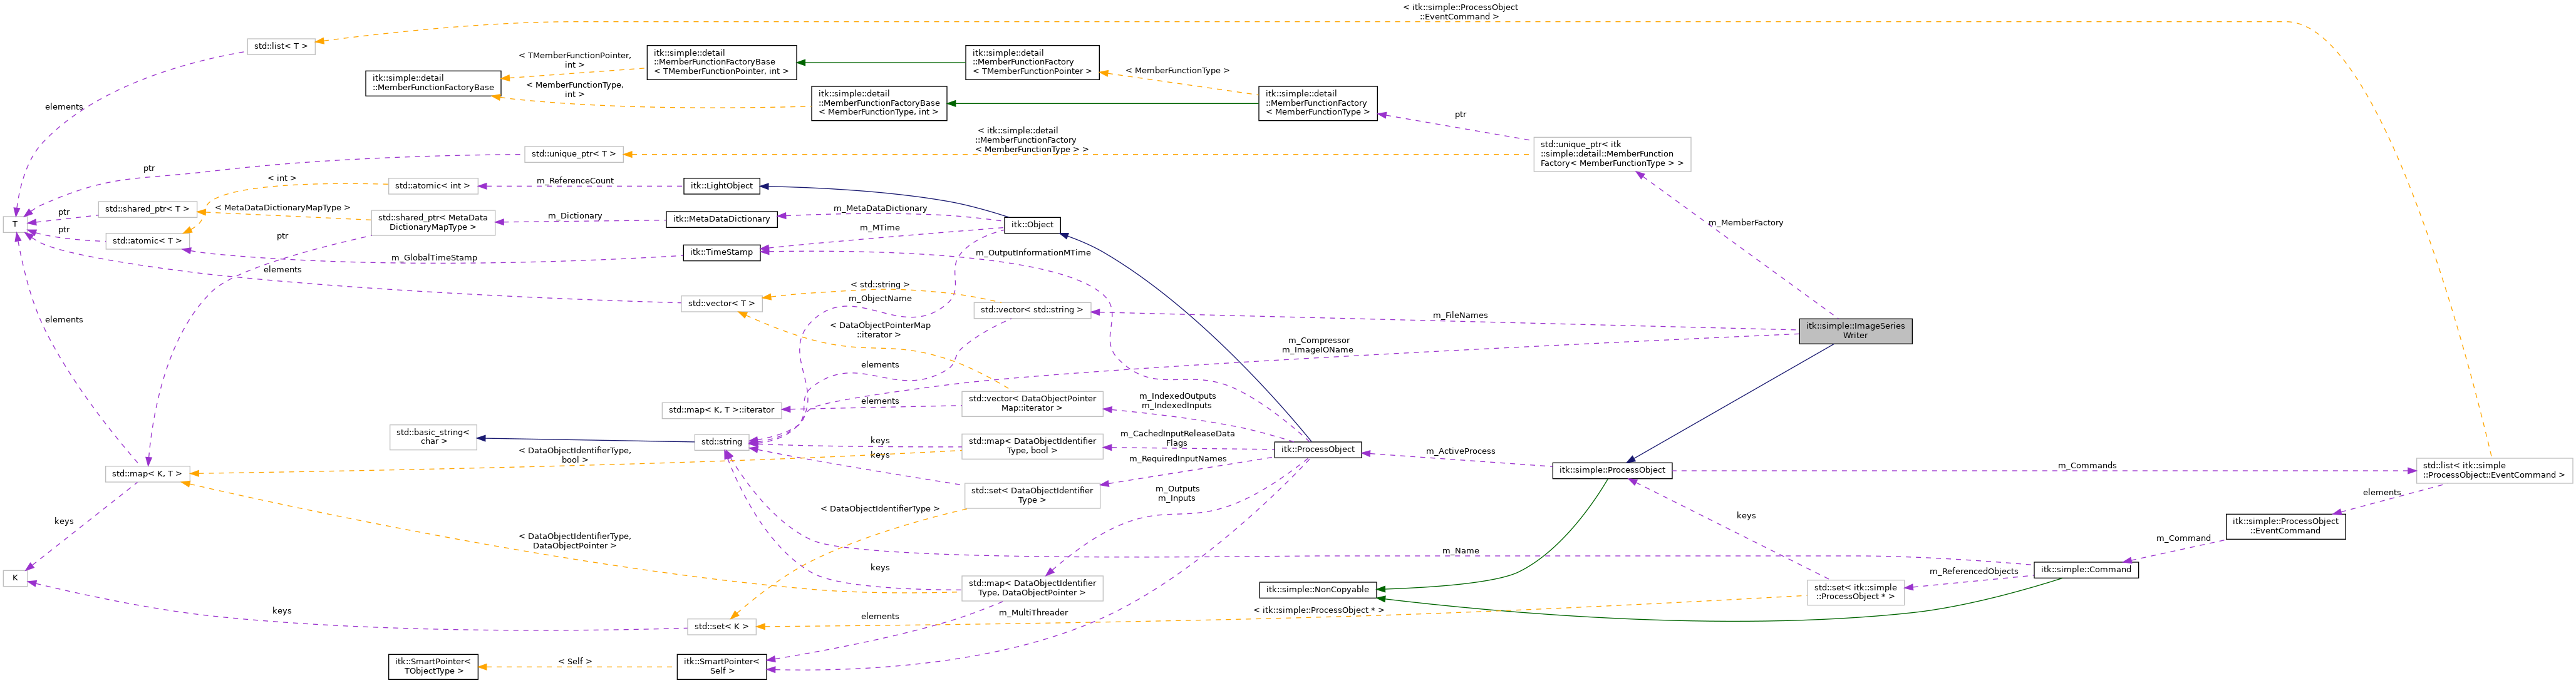 < itk::simple::ProcessObject
::EventCommand >
std::list< T >
elements
< TMemberFunctionPointer,
int >
itk::simple::detail
::MemberFunctionFactoryBase
< TMemberFunctionPointer, int >
itk::simple::detail
::MemberFunctionFactory
< TMemberFunctionPointer >
< MemberFunctionType >
itk::simple::detail
::MemberFunctionFactoryBase
< MemberFunctionType,
int >
itk::simple::detail
::MemberFunctionFactoryBase
< MemberFunctionType, int >
itk::simple::detail
::MemberFunctionFactory
< MemberFunctionType >
ptr
< itk::simple::detail
::MemberFunctionFactory
< MemberFunctionType > >
std::unique_ptr< itk
::simple::detail::MemberFunction
Factory< MemberFunctionType > >
std::unique_ptr< T >
ptr
< int >
std::atomic< int >
m_ReferenceCount
itk::LightObject
std::shared_ptr< T >
ptr
< MetaDataDictionaryMapType >
std::shared_ptr< MetaData
DictionaryMapType >
m_Dictionary
itk::MetaDataDictionary
m_MetaDataDictionary
itk::Object
T
ptr
std::atomic< T >
ptr
m_MTime
m_MemberFactory
m_GlobalTimeStamp
itk::TimeStamp
m_OutputInformationMTime
elements
< std::string >
m_ObjectName
std::vector< T >
std::vector< std::string >
m_FileNames
elements
< DataObjectPointerMap
::iterator >
itk::simple::ImageSeries
Writer
m_Compressor
m_ImageIOName
elements
std::map< K, T >::iterator
elements
std::vector< DataObjectPointer
Map::iterator >
m_IndexedOutputs
m_IndexedInputs
std::basic_string<
char >
std::string
keys
std::map< DataObjectIdentifier
Type, bool >
m_CachedInputReleaseData
Flags
itk::ProcessObject
m_ActiveProcess
< DataObjectIdentifierType,
bool >
keys
m_RequiredInputNames
std::map< K, T >
itk::simple::ProcessObject
m_Commands
std::list< itk::simple
::ProcessObject::EventCommand >
std::set< DataObjectIdentifier
Type >
m_Outputs
m_Inputs
elements
< DataObjectIdentifierType >
keys
keys
itk::simple::ProcessObject
::EventCommand
< DataObjectIdentifierType,
DataObjectPointer >
m_Command
m_Name
keys
itk::simple::Command
K
std::map< DataObjectIdentifier
Type, DataObjectPointer >
itk::simple::NonCopyable
m_ReferencedObjects
std::set< itk::simple
::ProcessObject * >
keys
m_MultiThreader
< itk::simple::ProcessObject * >
elements
std::set< K >
itk::SmartPointer<
TObjectType >
< Self >
itk::SmartPointer<
Self >